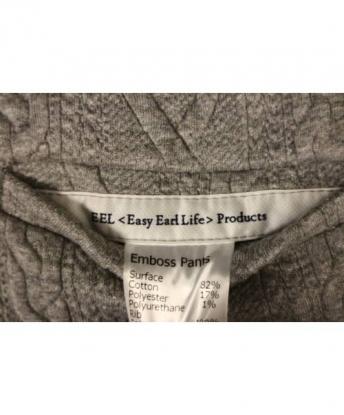 EEL <Easy Earl Life> Products
Emboss Pants
Surface
Cotton 82%
Polyester 17%
Polyurethane 1%
Rib